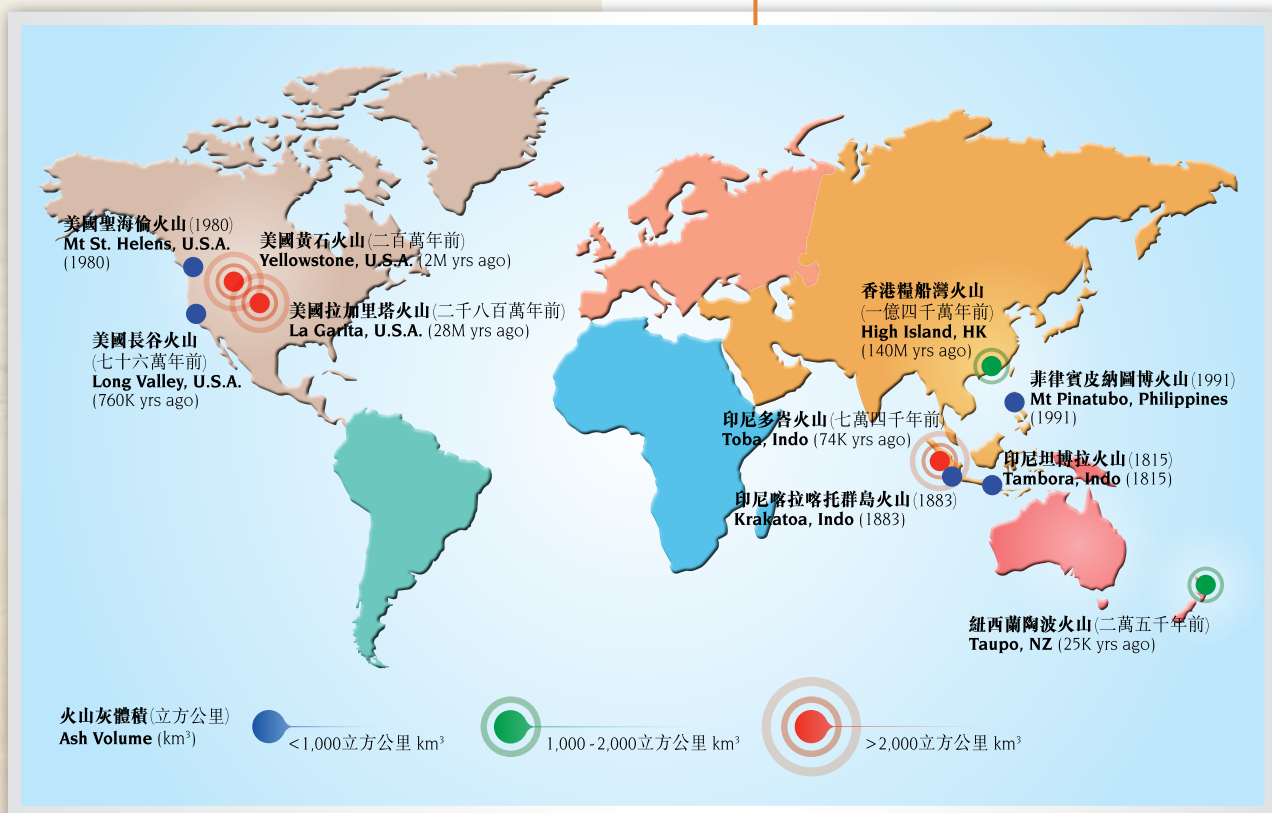 美國聖海倫火山(1980)
Mt St. Helens, U.S.A.
(1980)
美國黃石火山(二百萬年前)
Yellowstone, U.S.A. (2M yrs ago)
美國拉加里塔火山(二千八百萬年前)
La Garita, U.S.A. (28M yrs ago)
美國長谷火山
(七十六萬年前)
Long Valley, U.S.A.
(760K yrs ago)
香港糧船灣火山
(一億四千萬年前)
High Island, HK
(140M yrs ago)
菲律賓皮納圖博火山(1991)
Mt Pinatubo, Philippines
(1991)
印尼多峇火山(七萬四千年前)
Toba, Indo (74K yrs ago)
印尼坦博拉火山(1815)
Tambora, Indo (1815)
印尼喀拉喀托群島火山(1883)
Krakatoa, Indo (1883)
紐西蘭陶波火山(二萬五千年前)
Taupo, NZ (25K yrs ago)
火山灰體積(立方公里)
Ash Volume (km³)
<1,000立方公里 km³
1,000 - 2,000立方公里 km³
>2,000立方公里 km³